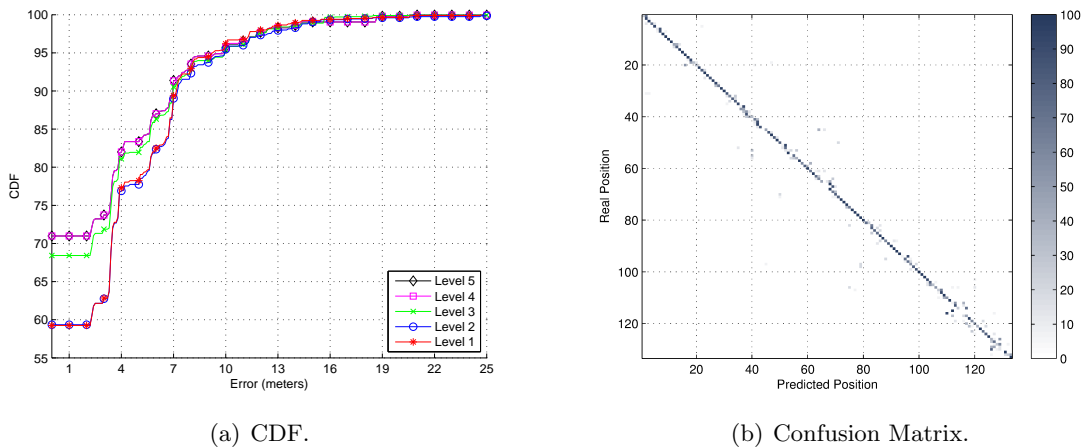 100
95
90
85
80
75
70
65
60
55
CDF
1 4 7 10 13 16 19 22 25
Error (meters)
Level 5
Level 4
Level 3
Level 2
Level 1
(a) CDF.
20
40
60
80
100
120
Real Position
20 40 60 80 100 120
Predicted Position
100
90
80
70
60
50
40
30
20
10
0
(b) Confusion Matrix.